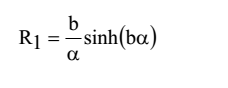 R₁ = b/α sinh(bα)